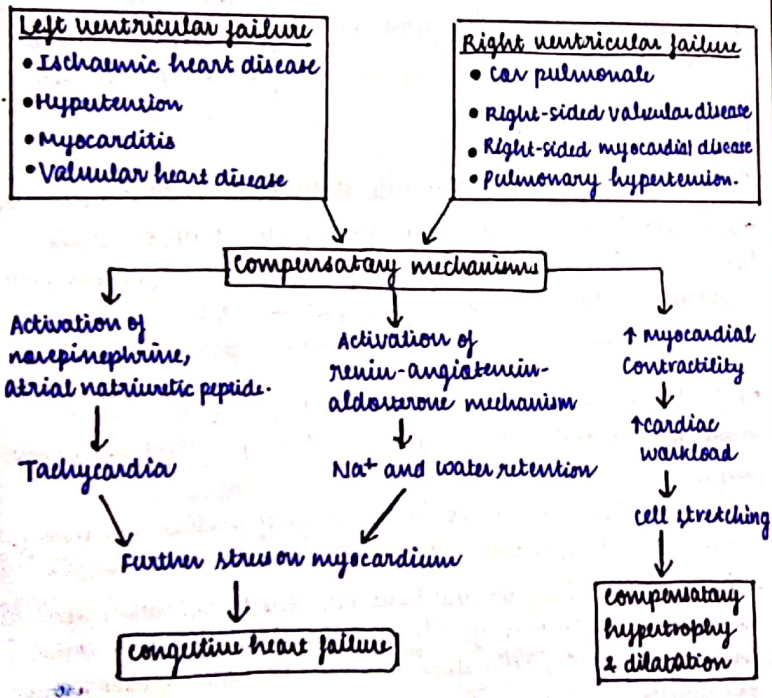 Left ventricular failure
• Ischaemic heart disease
• Hypertension
• Myocarditis
• Valvular heart disease
Right ventricular failure
• Cor pulmonale
• Right-sided valvular disease
• Right-sided myocardial disease
• Pulmonary hypertension.
Compensatory mechanisms
Activation of
norepinephrine,
atrial natriuretic peptide.
Tachycardia
Activation of
renin-angiotensin-
aldosterone mechanism
Na⁺ and water retention
↑ Myocardial
contractility
↑cardiac
workload
cell stretching
Further stress on myocardium
congestive heart failure
compensatory
hypertrophy
& dilatation